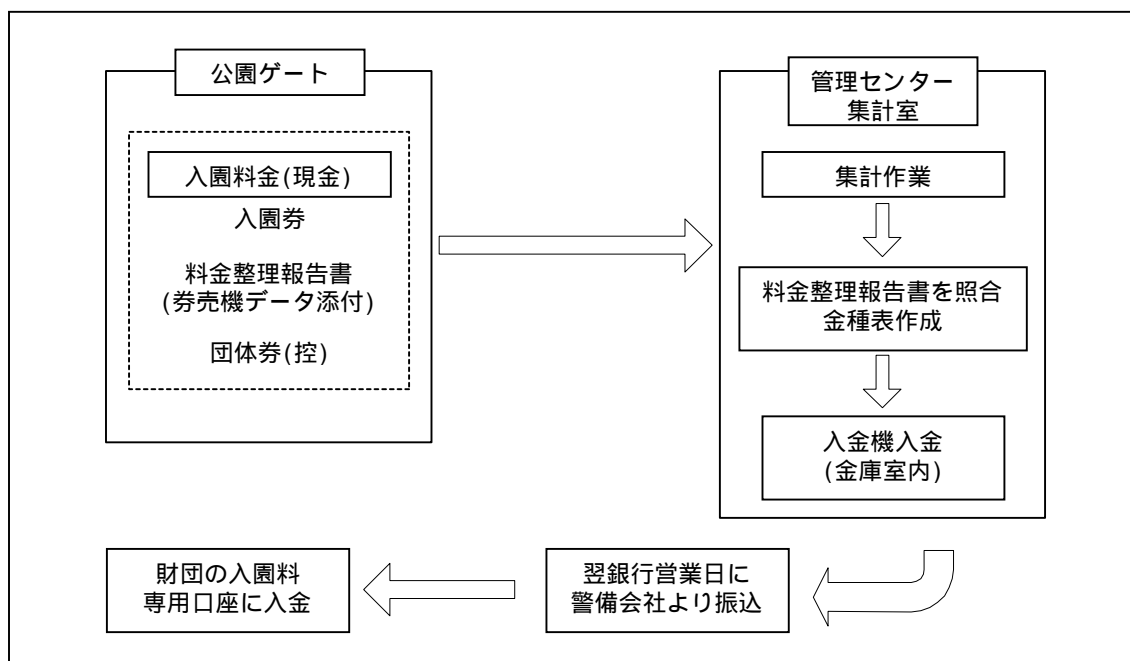 公園ゲート
入園料金(現金)
入園券
料金整理報告書
(券売機データ添付)
団体券(控)
管理センター
集計室
集計作業
料金整理報告書を照合
金種表作成
入金機入金
(金庫室内)
翌銀行営業日に
警備会社より振込
財団の入園料
専用口座に入金